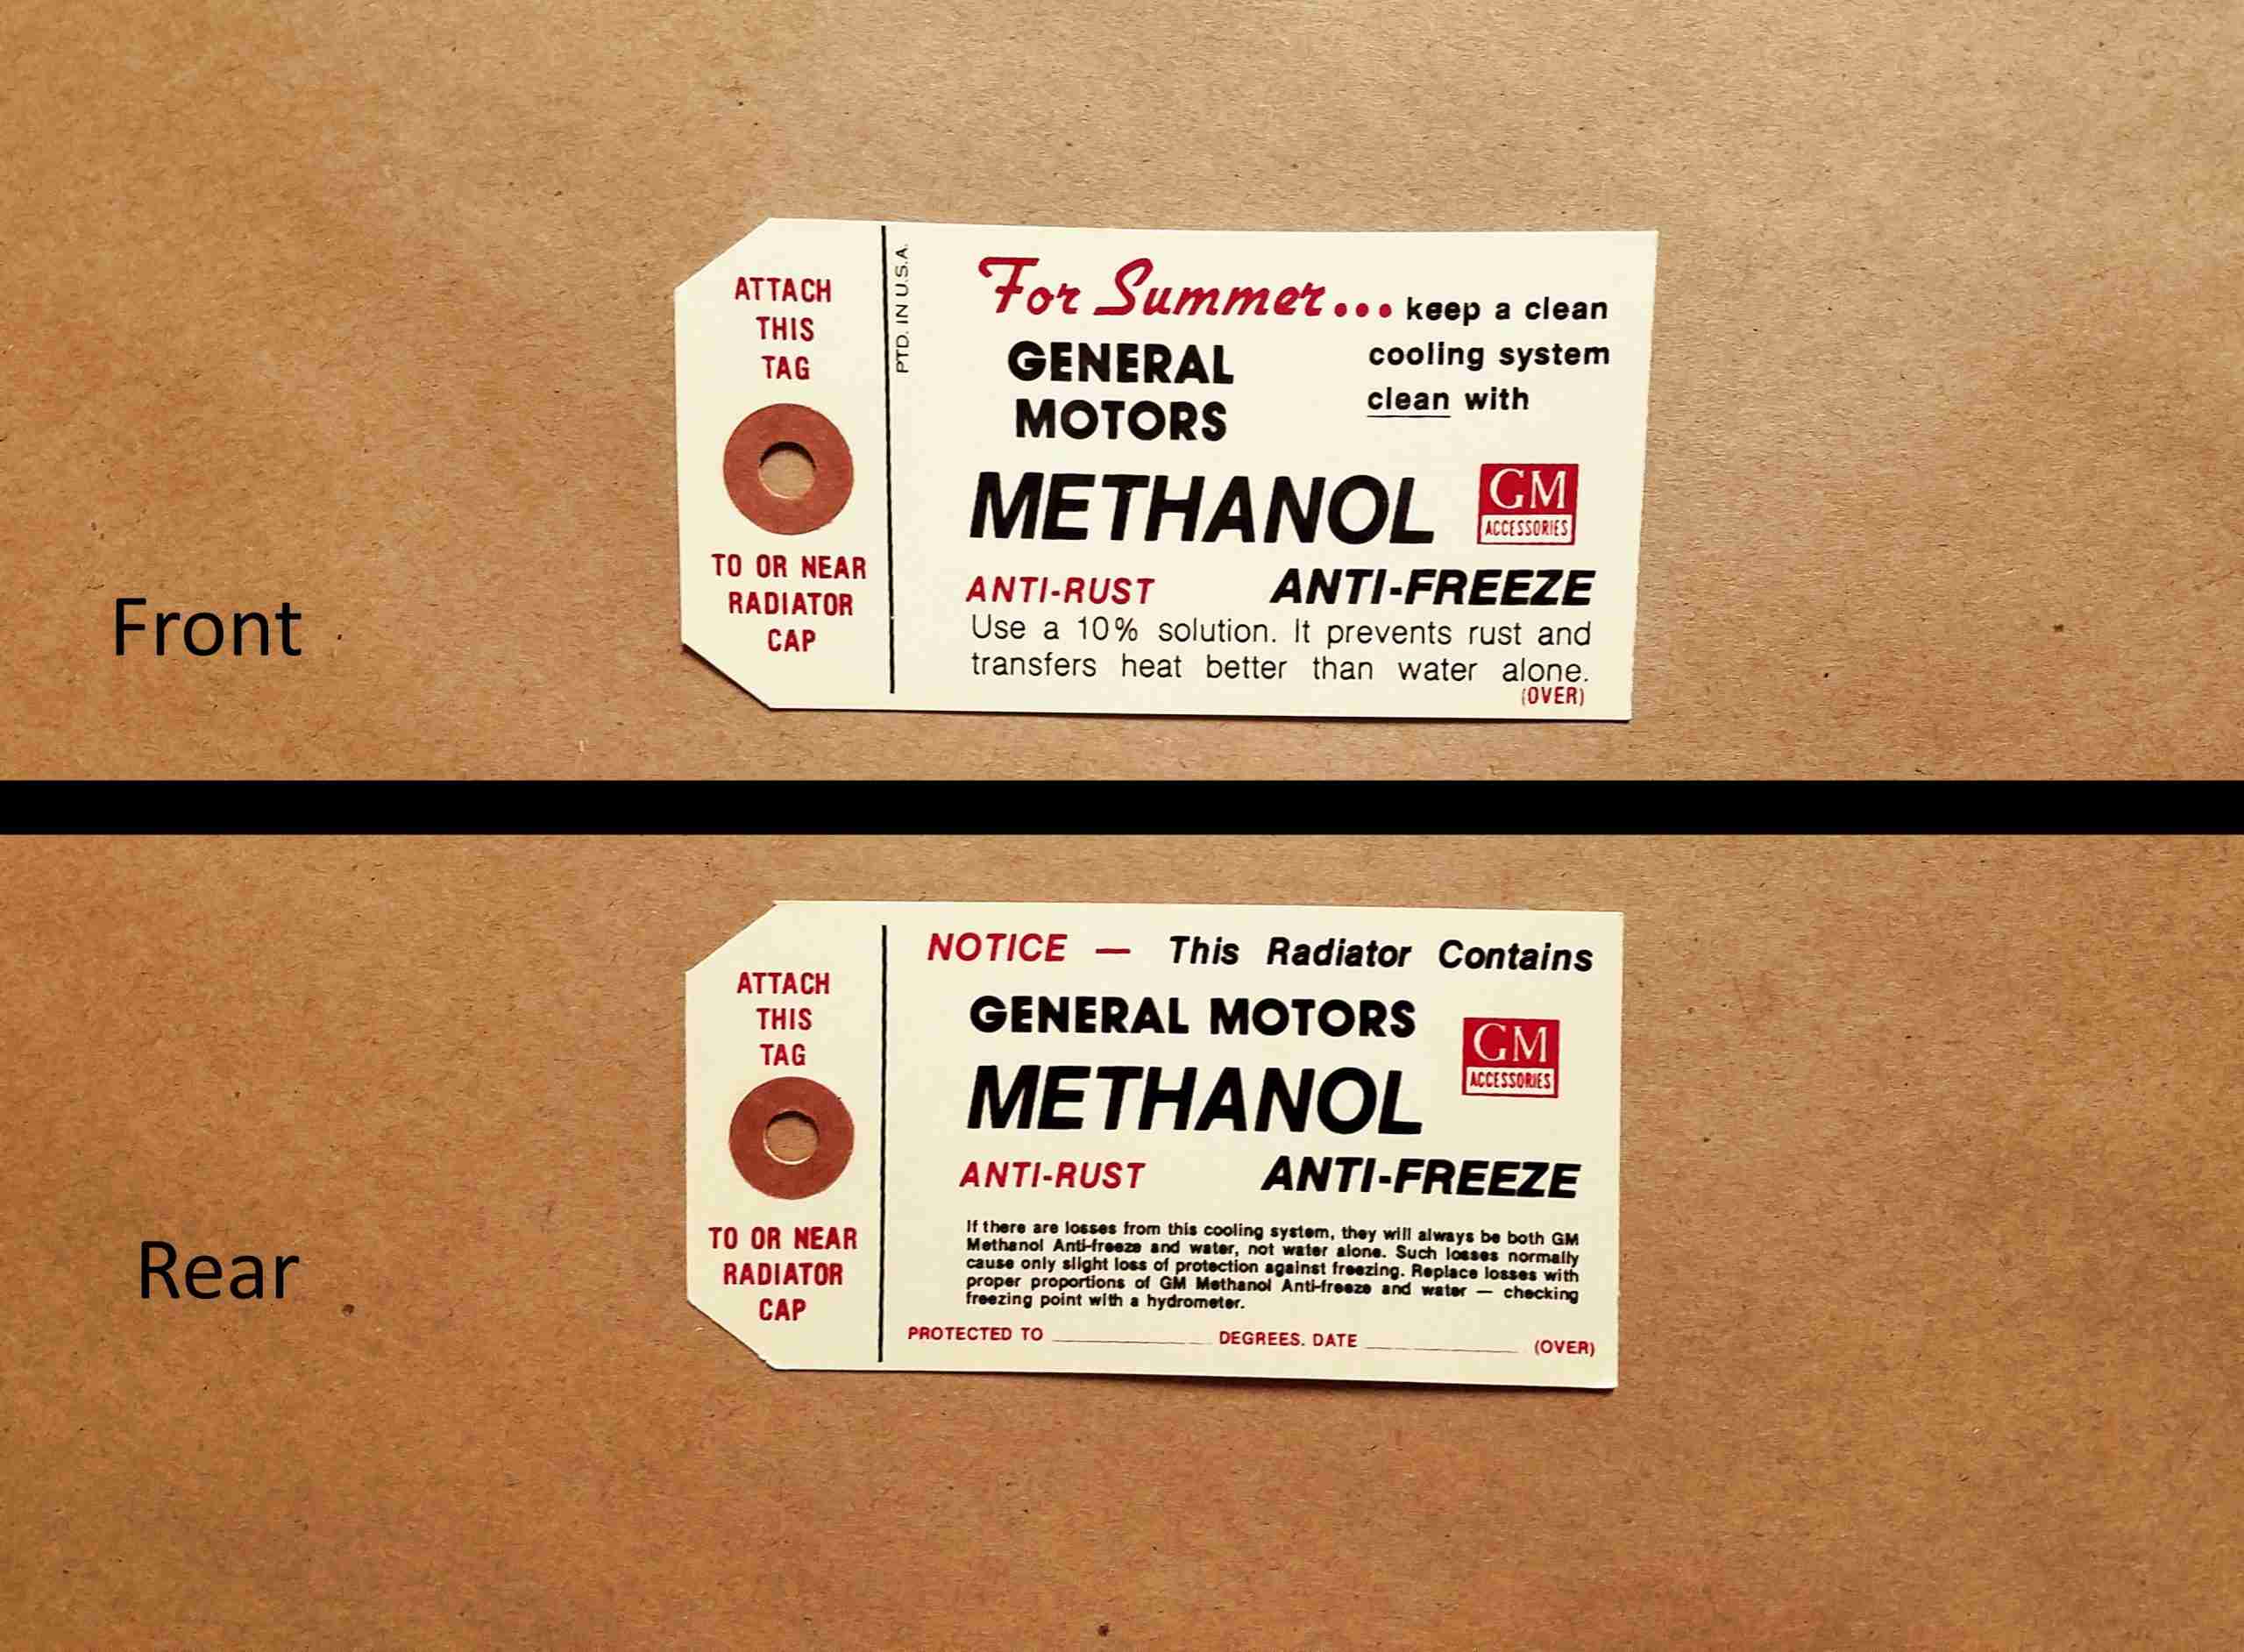 ATTACH
THIS
TAG
TO OR NEAR
RADIATOR
CAP
PTD. IN U.S.A.
For Summer... keep a clean
cooling system
clean with
GENERAL
MOTORS
METHANOL
GM
ACCESSORIES
ANTI-RUST ANTI-FREEZE
Use a 10% solution. It prevents rust and
transfers heat better than water alone.
(OVER)
Front
ATTACH
THIS
TAG
TO OR NEAR
RADIATOR
CAP
NOTICE — This Radiator Contains
GENERAL MOTORS
METHANOL
GM
ACCESSORIES
ANTI-RUST ANTI-FREEZE
If there are losses from this cooling system, they will always be both GM
Methanol Anti-freeze and water, not water alone. Such losses normally
cause only slight loss of protection against freezing. Replace losses with
proper proportions of GM Methanol Anti-freeze and water — checking
freezing point with a hydrometer.
PROTECTED TO ____________ DEGREES. DATE ____________ (OVER)
Rear